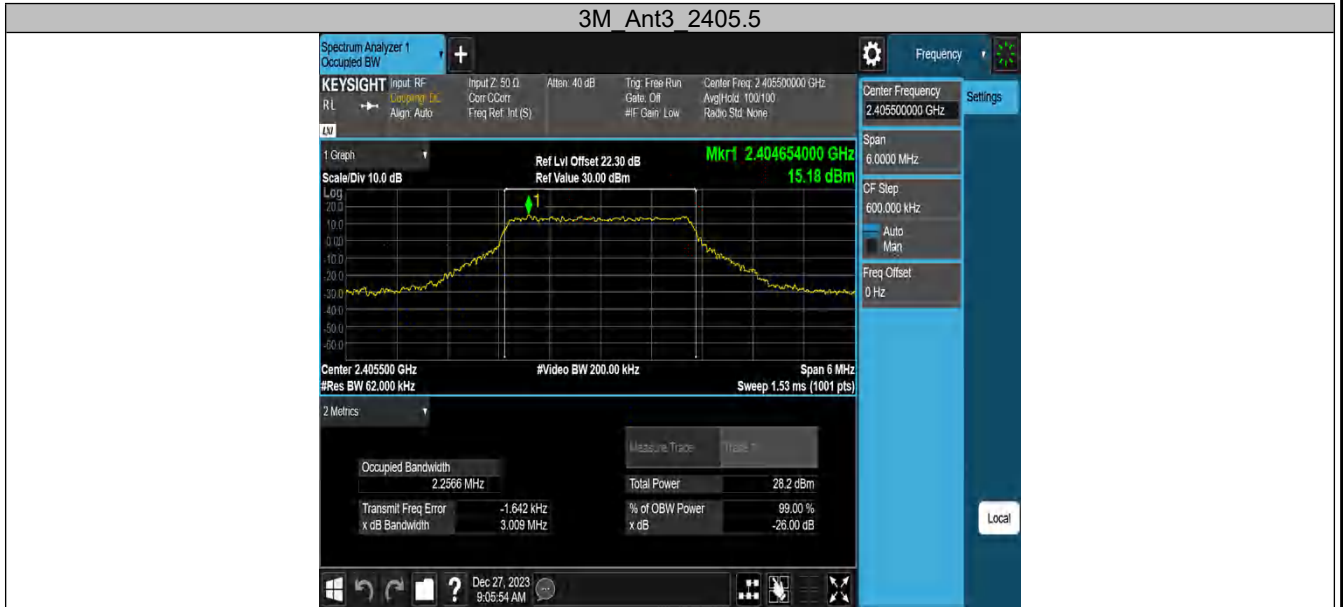 3M_Ant3_2405.5
Spectrum Analyzer 1
Occupied BW
+
Frequency
KEYSIGHT
RL
Input: RF
Coupling: DC
Align: Auto
Input Z: 50 Ω
Corr CCorr
Freq Ref: Int (S)
Atten: 40 dB
Trig: Free Run
Gate: Off
#IF Gain: Low
Center Freq: 2.405500000 GHz
Avg|Hold: 100/100
Radio Std: None
LXI
1 Graph
Scale/Div 10.0 dB
Ref Lvl Offset 22.30 dB
Ref Value 30.00 dBm
Mkr1 2.404654000 GHz
15.18 dBm
Log
20.0
10.0
0.00
-10.0
-20.0
-30.0
-40.0
-50.0
-60.0
1
Center 2.405500 GHz
#Res BW 62.000 kHz
#Video BW 200.00 kHz
Span 6 MHz
Sweep 1.53 ms (1001 pts)
2 Metrics
Measure Trace
Trace 1
Occupied Bandwidth
2.2566 MHz
Total Power 28.2 dBm
Transmit Freq Error -1.642 kHz
% of OBW Power 99.00 %
x dB Bandwidth 3.009 MHz
x dB -26.00 dB
Center Frequency
2.405500000 GHz
Settings
Span
6.0000 MHz
CF Step
600.000 kHz
Auto
Man
Freq Offset
0 Hz
Local
?
Dec 27, 2023
9:05:54 AM